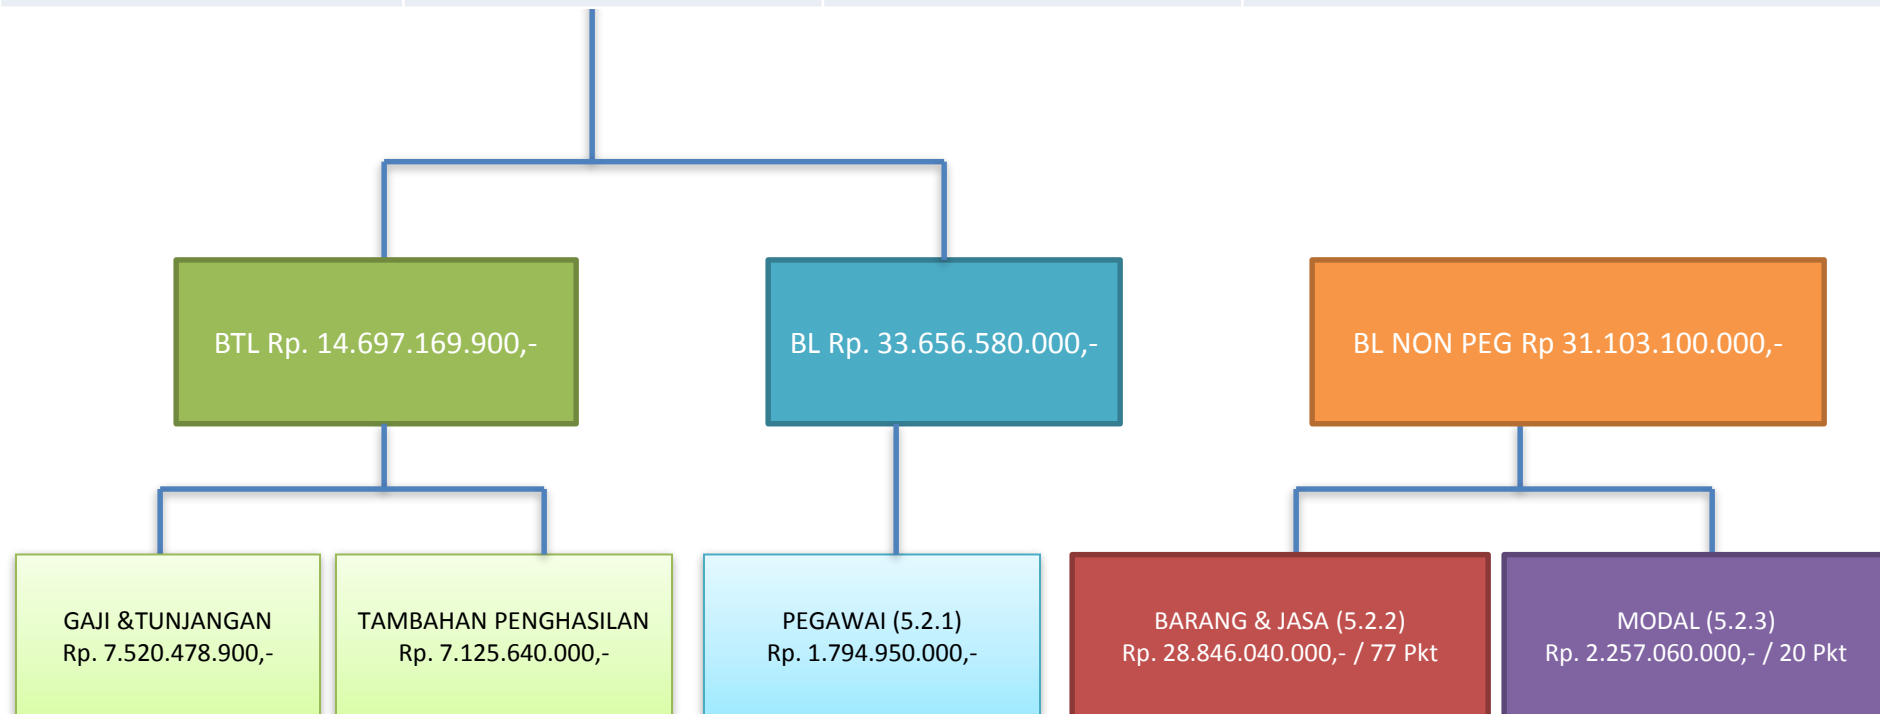 BTL Rp. 14.697.169.900,-
BL Rp. 33.656.580.000,-
BL NON PEG Rp 31.103.100.000,-
GAJI &TUNJANGAN
Rp. 7.520.478.900,-
TAMBAHAN PENGHASILAN
Rp. 7.125.640.000,-
PEGAWAI (5.2.1)
Rp. 1.794.950.000,-
BARANG & JASA (5.2.2)
Rp. 28.846.040.000,- / 77 Pkt
MODAL (5.2.3)
Rp. 2.257.060.000,- / 20 Pkt